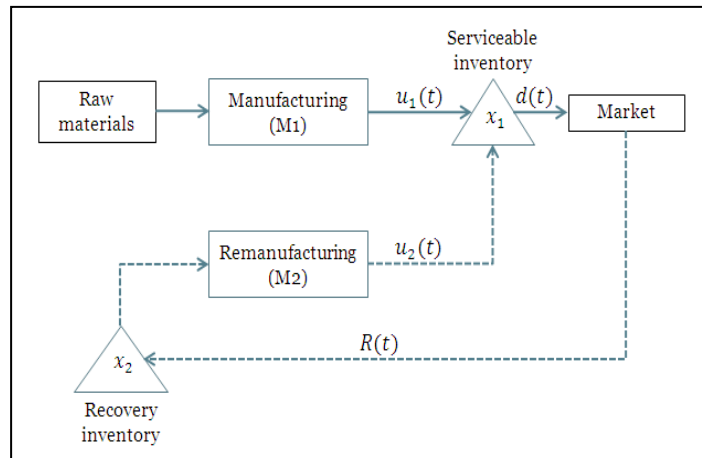 Serviceable
inventory
Raw
materials
Manufacturing
(M1)
u₁(t)
x₁
d(t)
Market
Remanufacturing
(M2)
u₂(t)
R(t)
x₂
Recovery
inventory